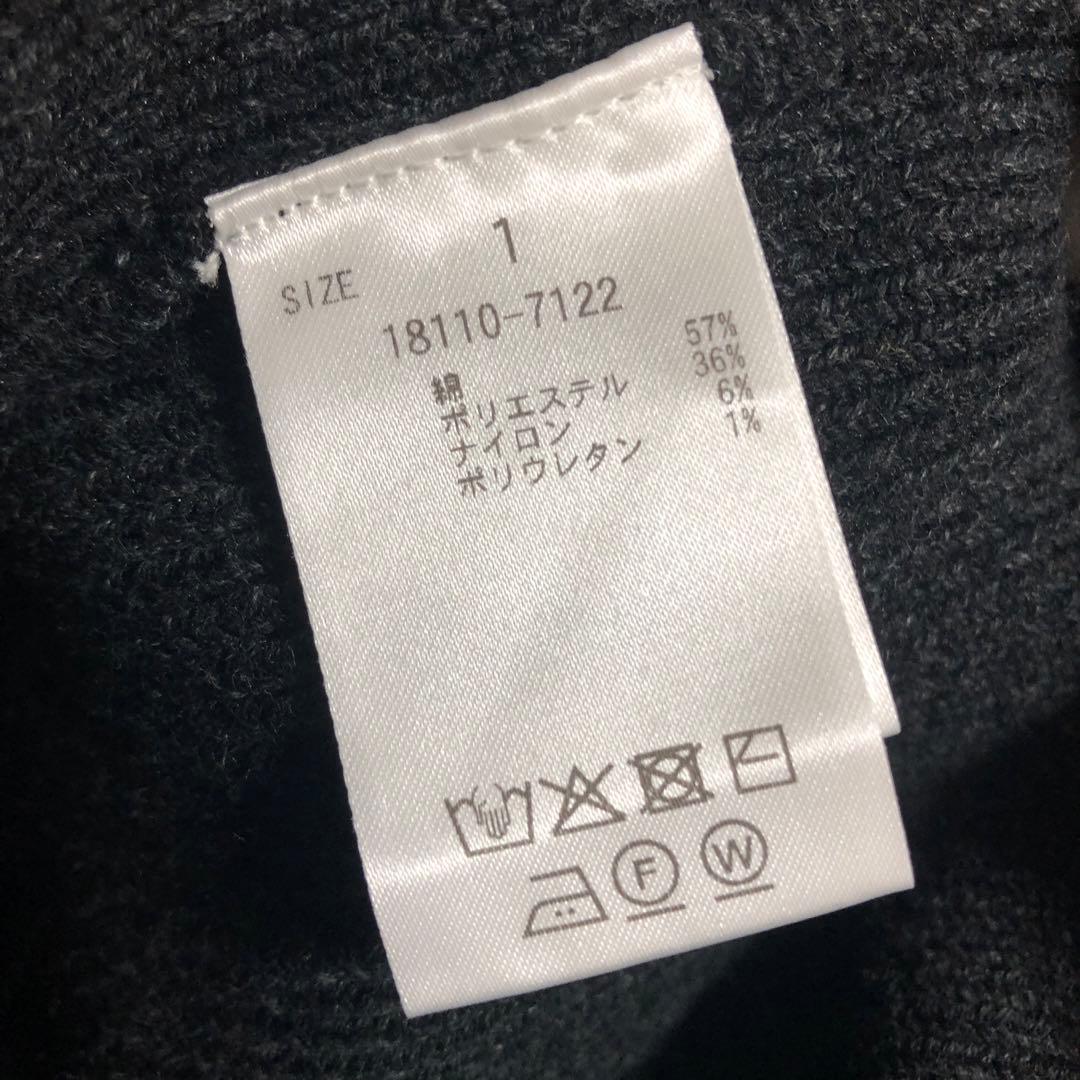 1
SIZE
18110-7122
綿 57%
ポリエステル 36%
ナイロン 6%
ポリウレタン 1%
F W